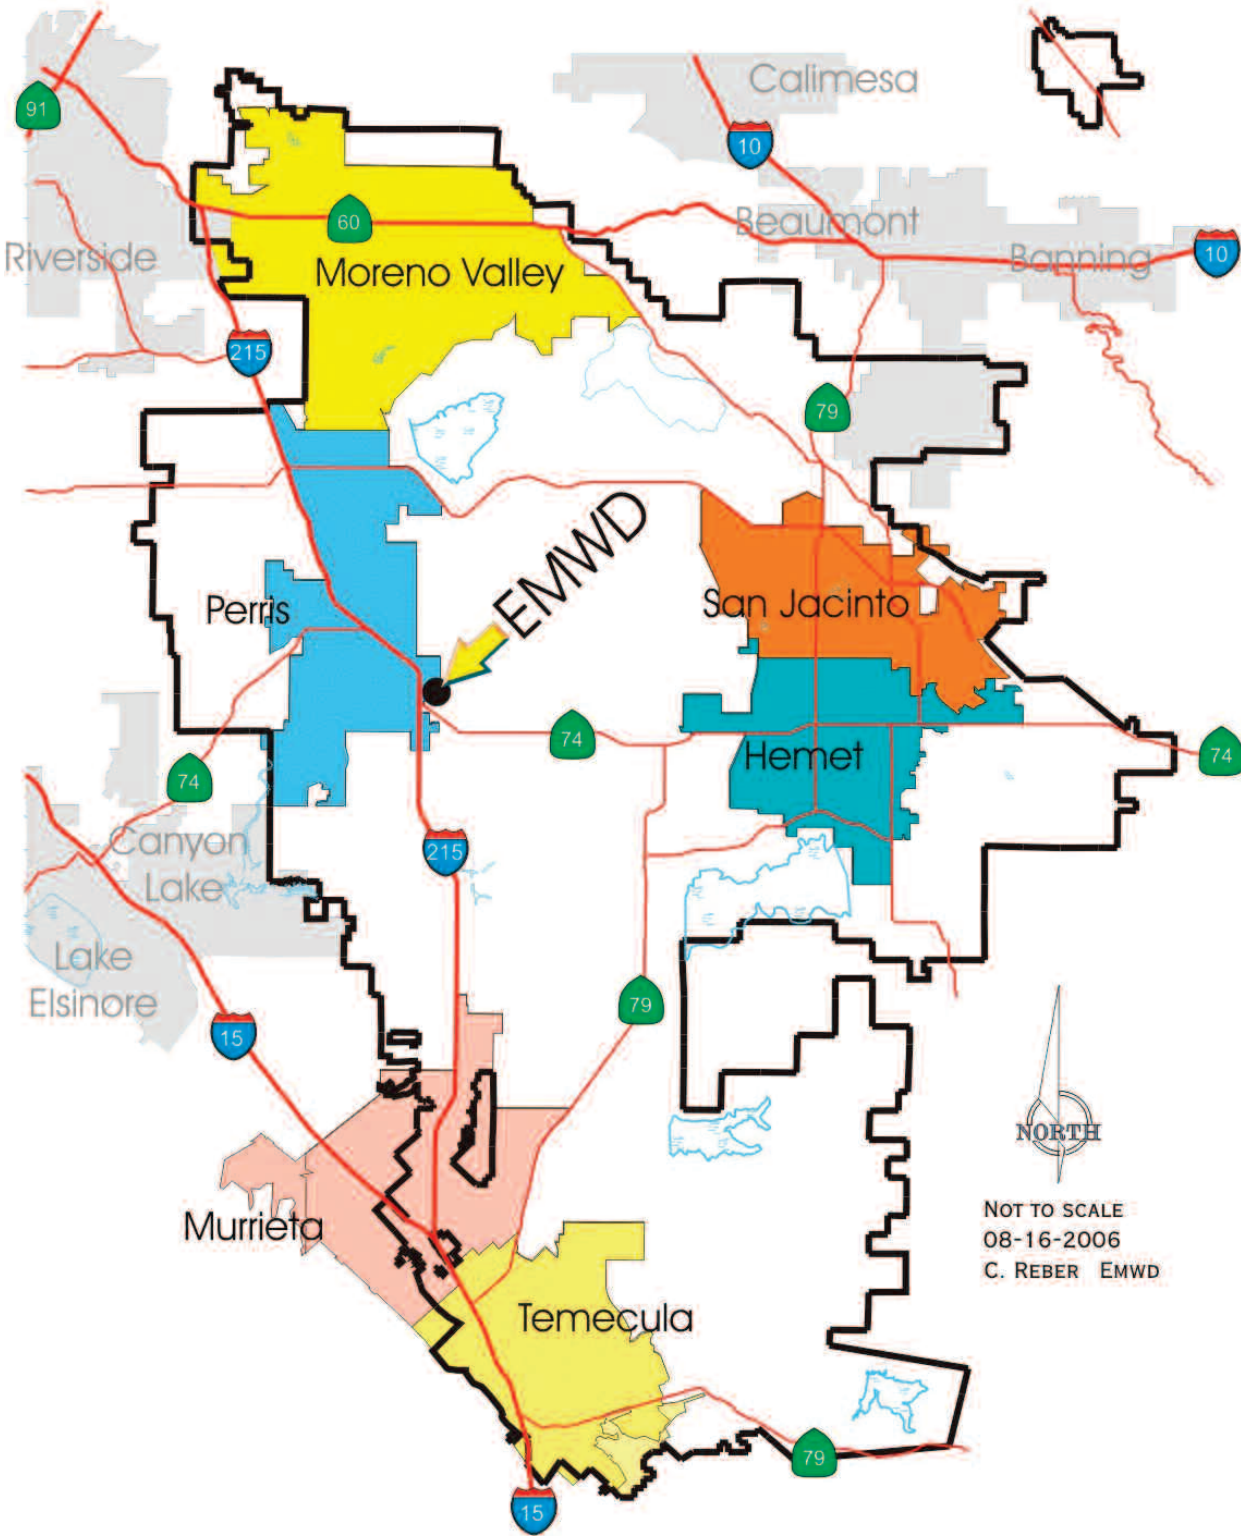 Calimesa
91
10
60
Beaumont
Riverside
Moreno Valley
Banning
10
215
79
EMWD
Perris
San Jacinto
74
74
Hemet
74
Canyon
Lake
215
Lake
Elsinore
79
15
NORTH
NOT TO SCALE
08-16-2006
C. REBER EMWD
Murrieta
Temecula
79
15